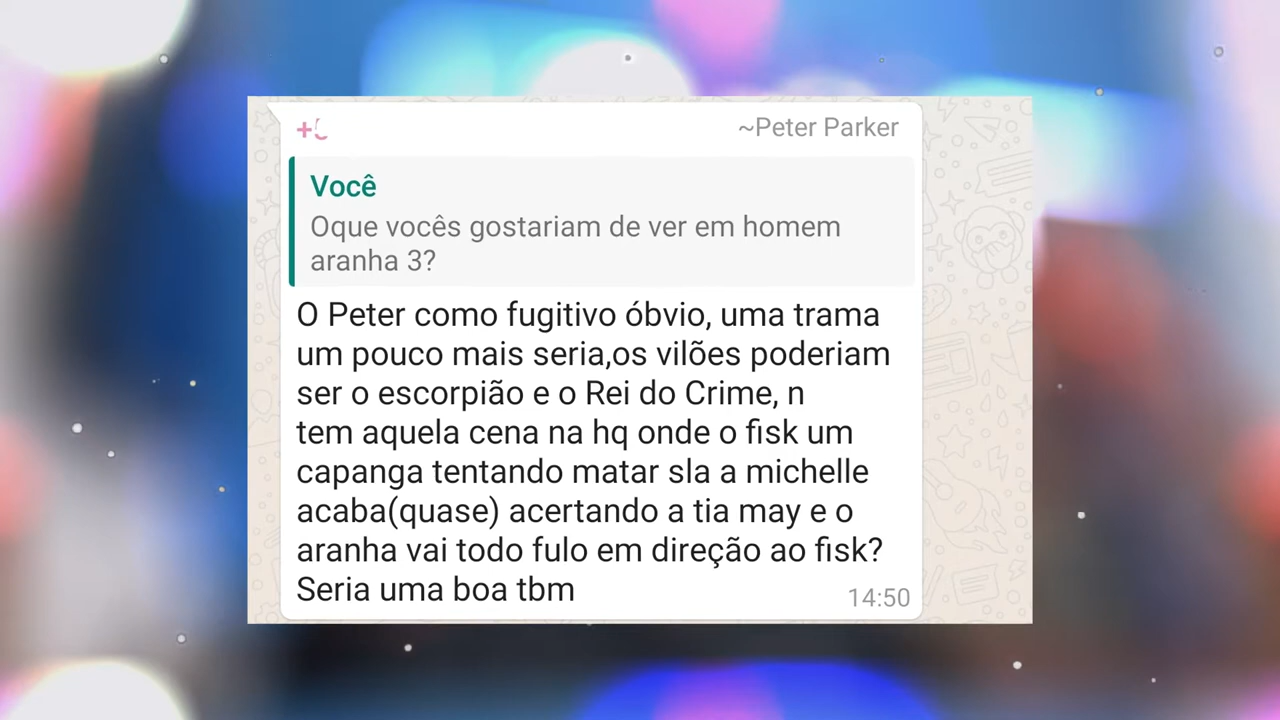 ~Peter Parker
Você
Oque vocês gostariam de ver em homem
aranha 3?
O Peter como fugitivo óbvio, uma trama
um pouco mais seria,os vilões poderiam
ser o escorpião e o Rei do Crime, n
tem aquela cena na hq onde o fisk um
capanga tentando matar sla a michelle
acaba(quase) acertando a tia may e o
aranha vai todo fulo em direção ao fisk?
Seria uma boa tbm
14:50